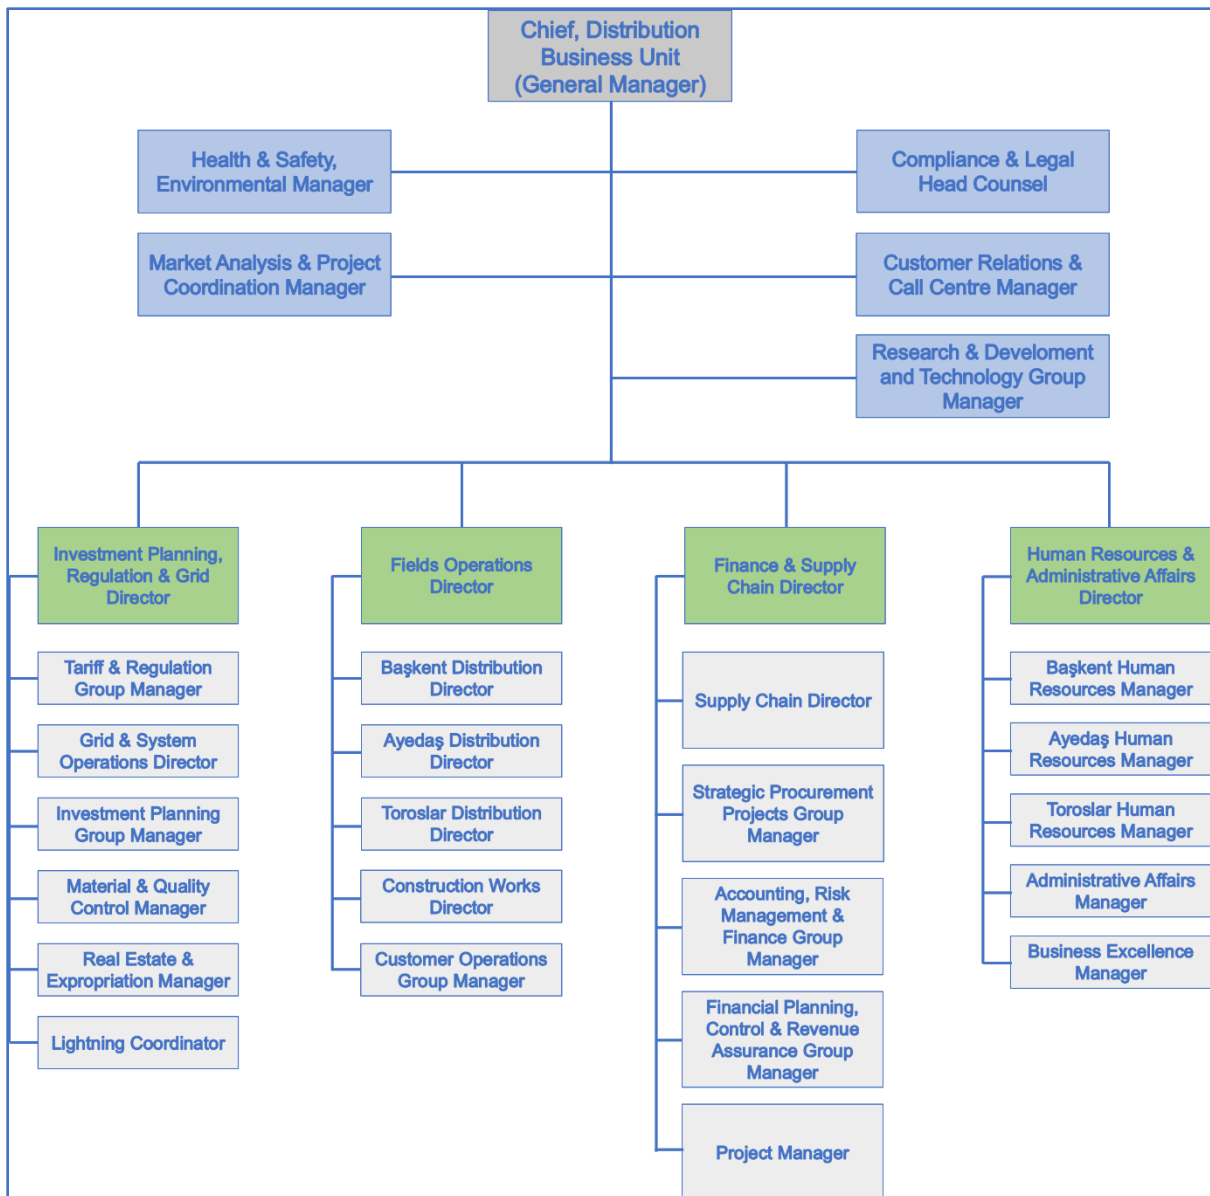 Chief, Distribution
Business Unit
(General Manager)
Health & Safety,
Environmental Manager
Compliance & Legal
Head Counsel
Market Analysis & Project
Coordination Manager
Customer Relations &
Call Centre Manager
Research & Develoment
and Technology Group
Manager
Investment Planning,
Regulation & Grid
Director
Tariff & Regulation
Group Manager
Grid & System
Operations Director
Investment Planning
Group Manager
Material & Quality
Control Manager
Real Estate &
Expropriation Manager
Lightning Coordinator
Fields Operations
Director
Başkent Distribution
Director
Ayedaş Distribution
Director
Toroslar Distribution
Director
Construction Works
Director
Customer Operations
Group Manager
Finance & Supply
Chain Director
Supply Chain Director
Strategic Procurement
Projects Group
Manager
Accounting, Risk
Management &
Finance Group
Manager
Financial Planning,
Control & Revenue
Assurance Group
Manager
Project Manager
Human Resources &
Administrative Affairs
Director
Başkent Human
Resources Manager
Ayedaş Human
Resources Manager
Toroslar Human
Resources Manager
Administrative Affairs
Manager
Business Excellence
Manager